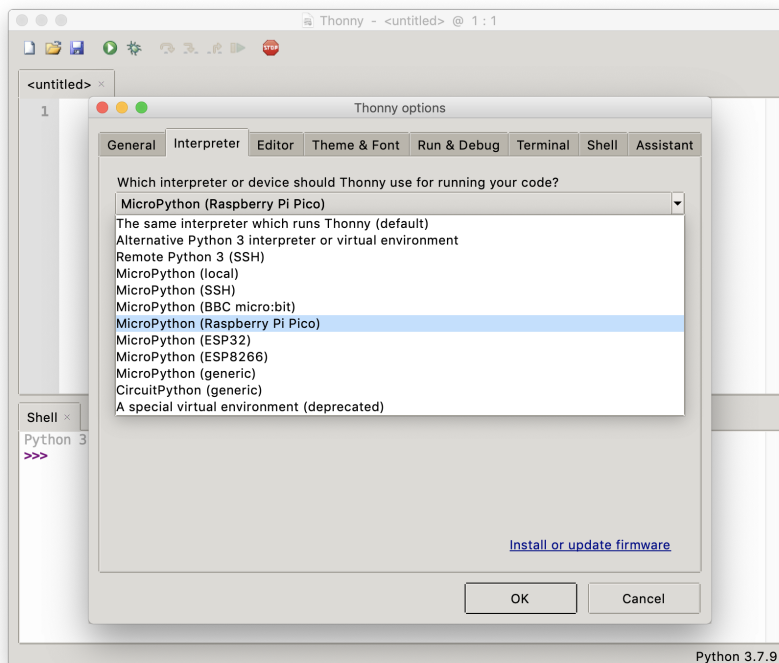 Thonny - <untitled> @ 1 : 1
STOP
<untitled> ×
1
Thonny options
General Interpreter Editor Theme & Font Run & Debug Terminal Shell Assistant
Which interpreter or device should Thonny use for running your code?
MicroPython (Raspberry Pi Pico)
The same interpreter which runs Thonny (default)
Alternative Python 3 interpreter or virtual environment
Remote Python 3 (SSH)
MicroPython (local)
MicroPython (SSH)
MicroPython (BBC micro:bit)
MicroPython (Raspberry Pi Pico)
MicroPython (ESP32)
MicroPython (ESP8266)
MicroPython (generic)
CircuitPython (generic)
A special virtual environment (deprecated)
Shell ×
Python 3
>>>
Install or update firmware
OK Cancel
Python 3.7.9